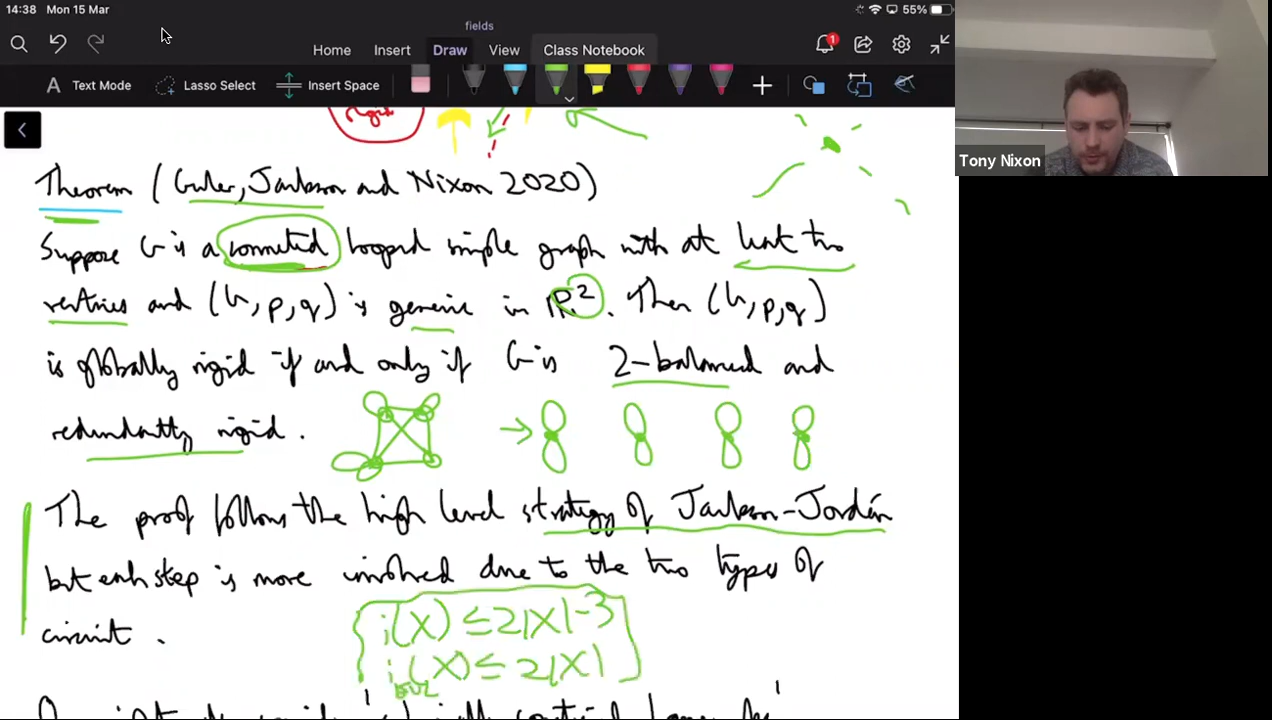 14:38 Mon 15 Mar
55%
fields
Home Insert Draw View Class Notebook
1
A Text Mode Lasso Select Insert Space
rigid
Tony Nixon
Theorem (Guler, Jackson and Nixon 2020)
Suppose G is a connected looped simple graph with at least two
vertices and (G, p, q) is generic in ℝ². Then (G, p, q)
is globally rigid if and only if G is 2-balanced and
redundantly rigid.
The proof follows the high level strategy of Jackson-Jordán
but each step is more involved due to the two types of
circuit.
i(X) ≤ 2|X|-3
i (X) ≤ 2|X|